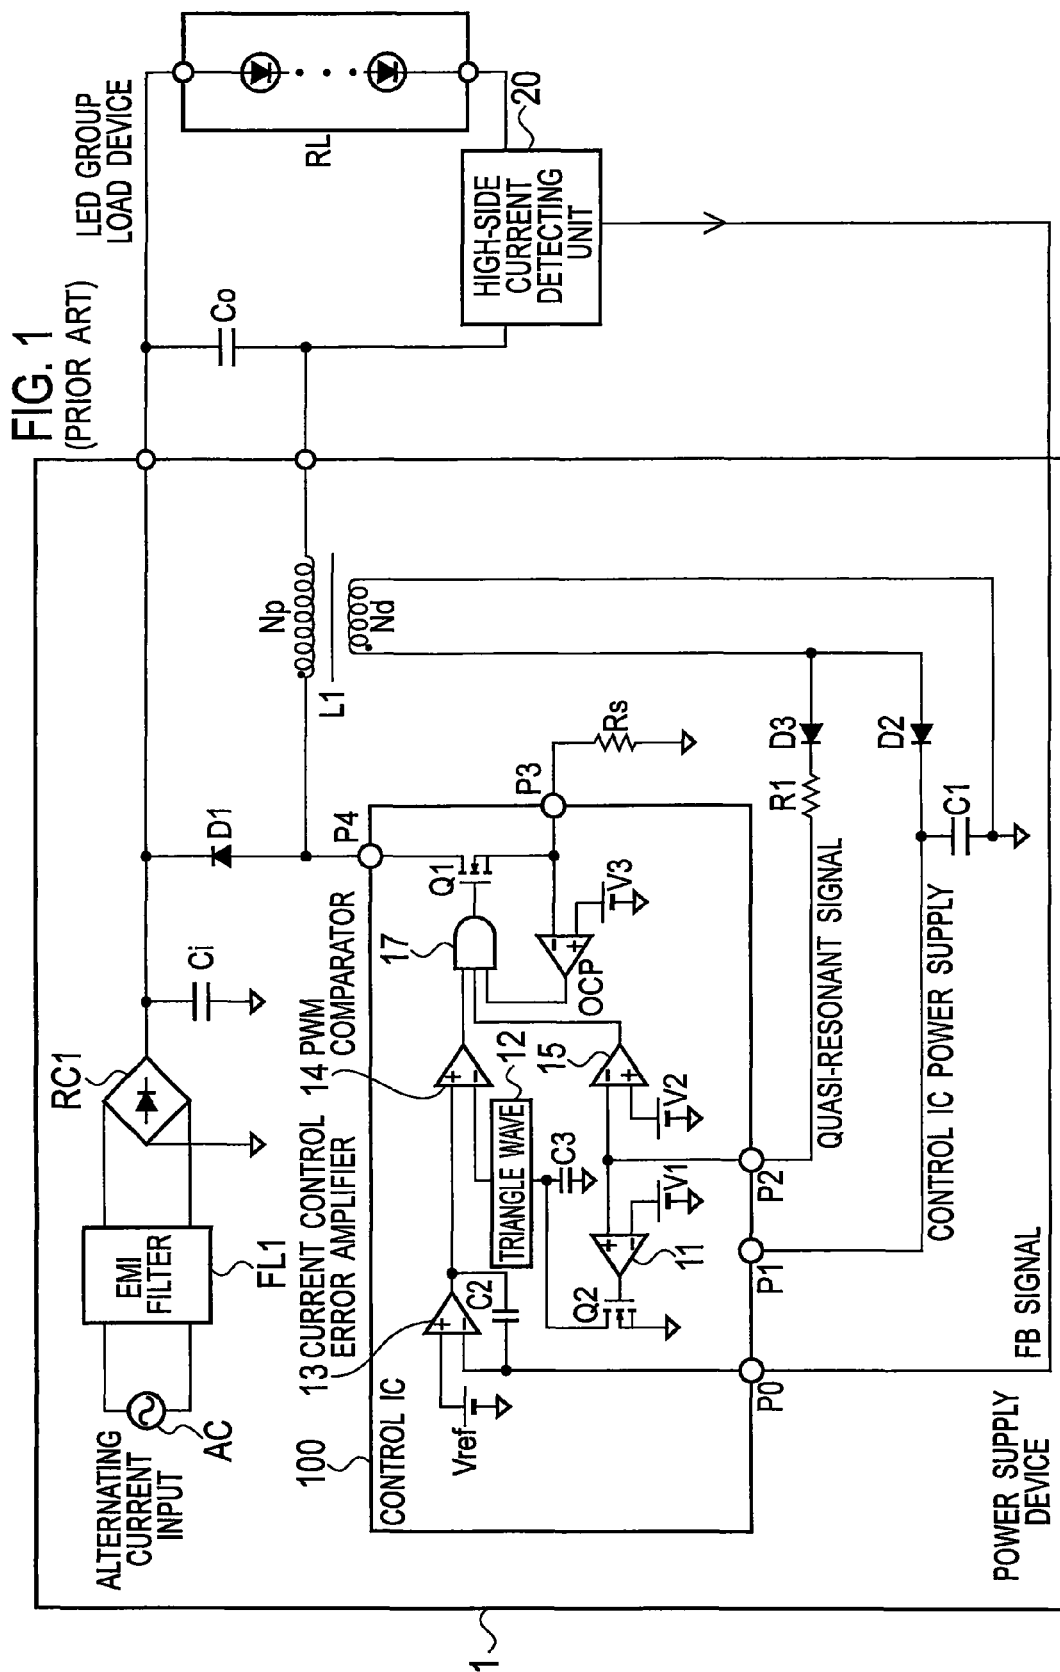 FIG. 1
(PRIOR ART)
LED GROUP
LOAD DEVICE
RL
HIGH-SIDE
CURRENT
DETECTING
UNIT
20
Co
1
ALTERNATING
CURRENT
INPUT
AC
EMI
FILTER
FL1
RC1
Ci
D1
Np
Nd
L1
100
CONTROL IC
13 CURRENT CONTROL
ERROR AMPLIFIER
14 PWM
COMPARATOR
17
P4
Q1
P3
Rs
Vref
+
-
C2
+
-
TRIANGLE WAVE
12
C3
15
-
+
V2
-
+
OCP
V3
Q2
+
-
11
V1
P0
P1
P2
QUASI-RESONANT SIGNAL
R1
D3
CONTROL IC POWER SUPPLY
C1
D2
FB SIGNAL
POWER SUPPLY
DEVICE